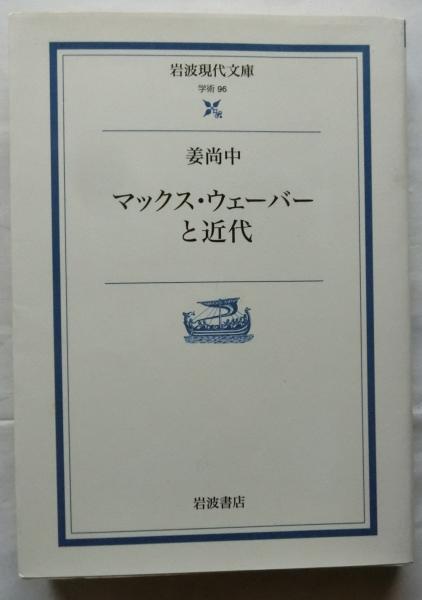 岩波現代文庫
学術 96
姜尚中
マックス・ウェーバー
と近代
岩波書店